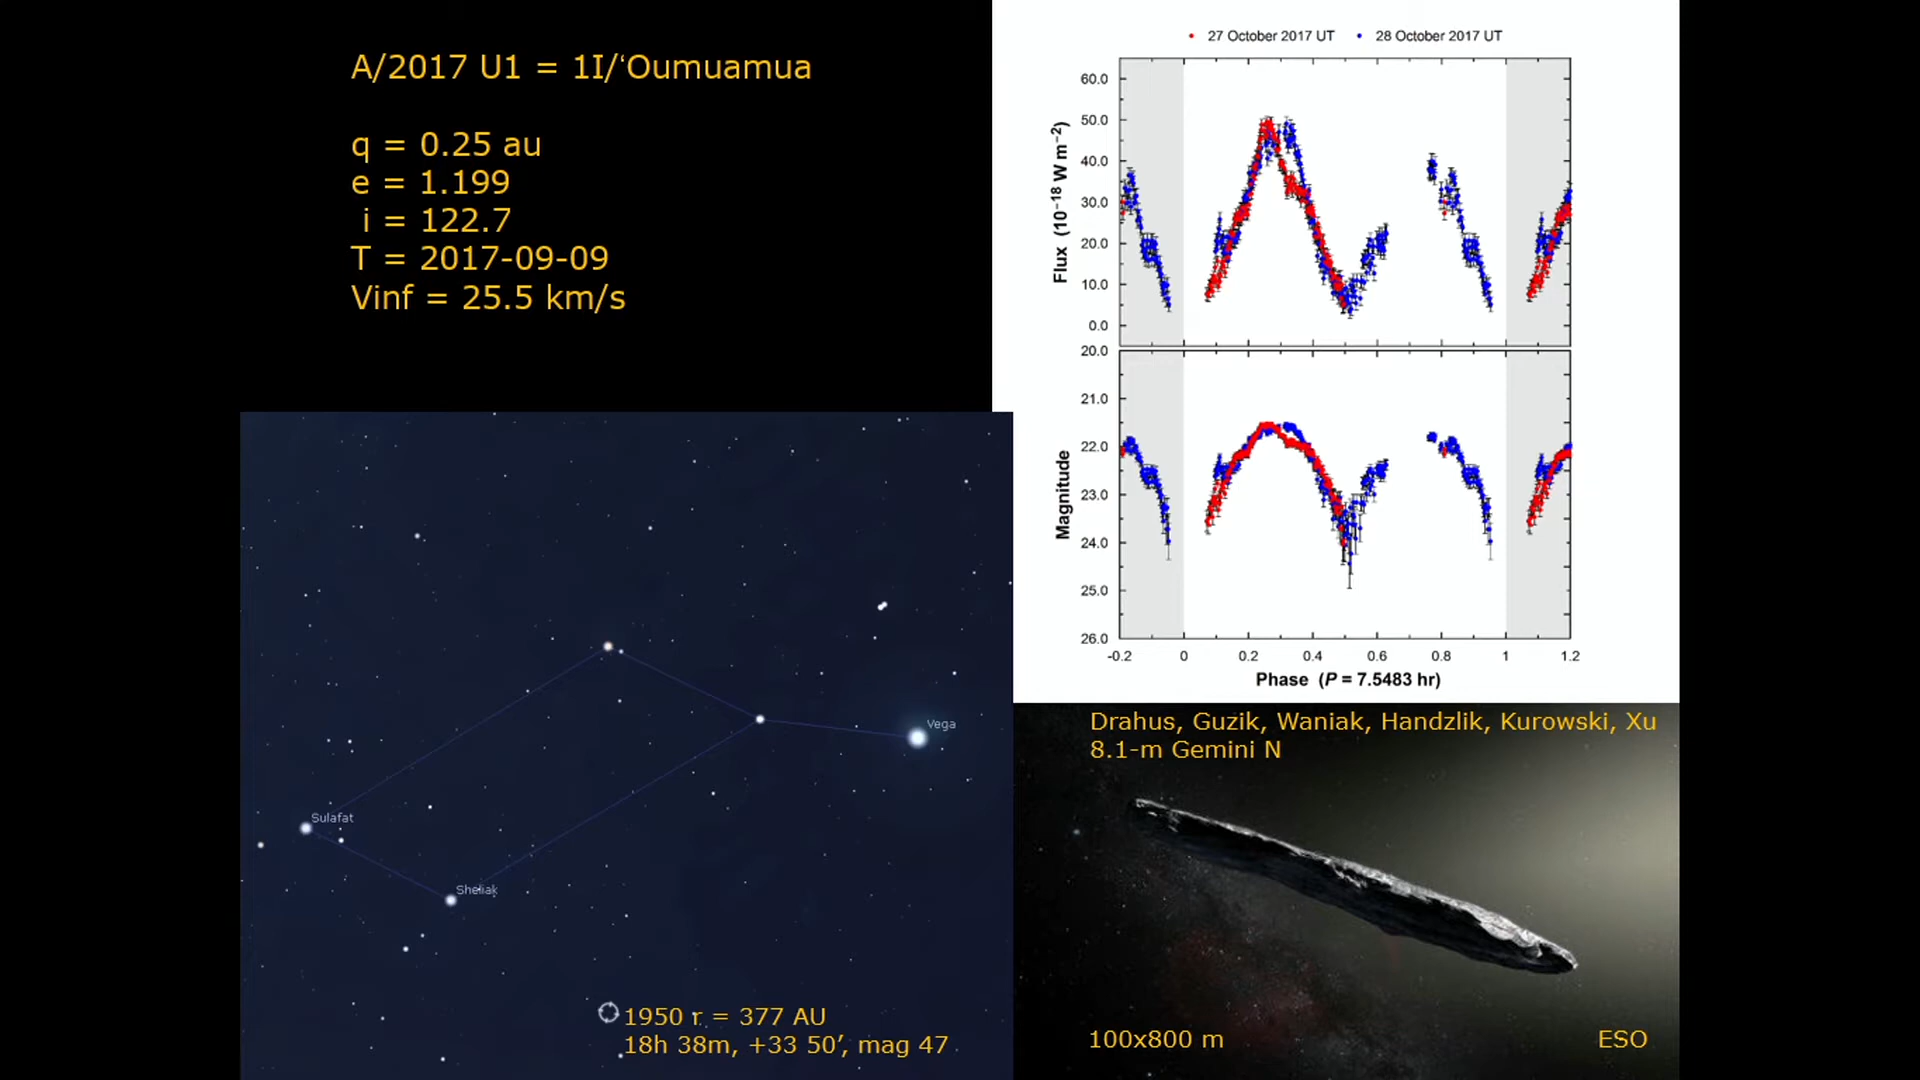 A/2017 U1 = 1I/‘Oumuamua
q = 0.25 au
e = 1.199
i = 122.7
T = 2017-09-09
Vinf = 25.5 km/s
27 October 2017 UT
28 October 2017 UT
60.0
50.0
40.0
30.0
20.0
10.0
0.0
Flux (10⁻¹⁸ W m⁻²)
20.0
21.0
22.0
23.0
24.0
25.0
26.0
Magnitude
-0.2 0 0.2 0.4 0.6 0.8 1 1.2
Phase (P = 7.5483 hr)
Vega
Sulafat
Sheliak
1950 r = 377 AU
18h 38m, +33 50’, mag 47
Drahus, Guzik, Waniak, Handzlik, Kurowski, Xu
8.1-m Gemini N
100x800 m
ESO